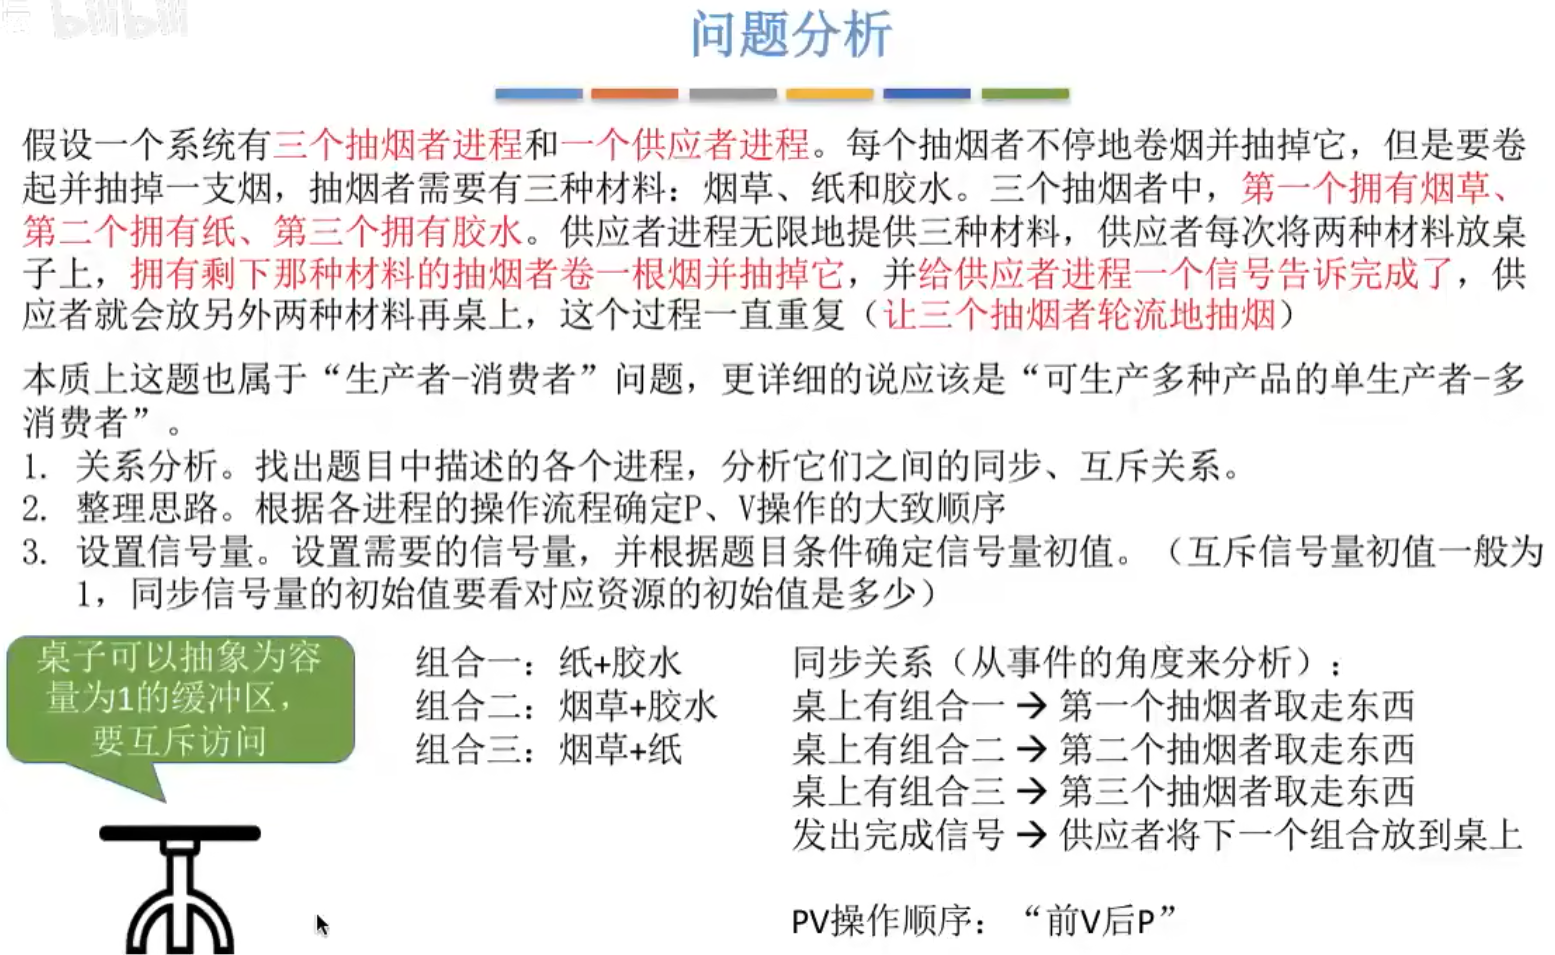 bilibili
问题分析
假设一个系统有三个抽烟者进程和一个供应者进程。每个抽烟者不停地卷烟并抽掉它，但是要卷
起并抽掉一支烟，抽烟者需要有三种材料：烟草、纸和胶水。三个抽烟者中，第一个拥有烟草、
第二个拥有纸、第三个拥有胶水。供应者进程无限地提供三种材料，供应者每次将两种材料放桌
子上，拥有剩下那种材料的抽烟者卷一根烟并抽掉它，并给供应者进程一个信号告诉完成了，供
应者就会放另外两种材料再桌上，这个过程一直重复（让三个抽烟者轮流地抽烟）
本质上这题也属于“生产者-消费者”问题，更详细的说应该是“可生产多种产品的单生产者-多
消费者”。
1. 关系分析。找出题目中描述的各个进程，分析它们之间的同步、互斥关系。
2. 整理思路。根据各进程的操作流程确定P、V操作的大致顺序
3. 设置信号量。设置需要的信号量，并根据题目条件确定信号量初值。（互斥信号量初值一般为
1，同步信号量的初始值要看对应资源的初始值是多少）
桌子可以抽象为容
量为1的缓冲区，
要互斥访问
组合一：纸+胶水
组合二：烟草+胶水
组合三：烟草+纸
同步关系（从事件的角度来分析）：
桌上有组合一 → 第一个抽烟者取走东西
桌上有组合二 → 第二个抽烟者取走东西
桌上有组合三 → 第三个抽烟者取走东西
发出完成信号 → 供应者将下一个组合放到桌上
PV操作顺序：“前V后P”